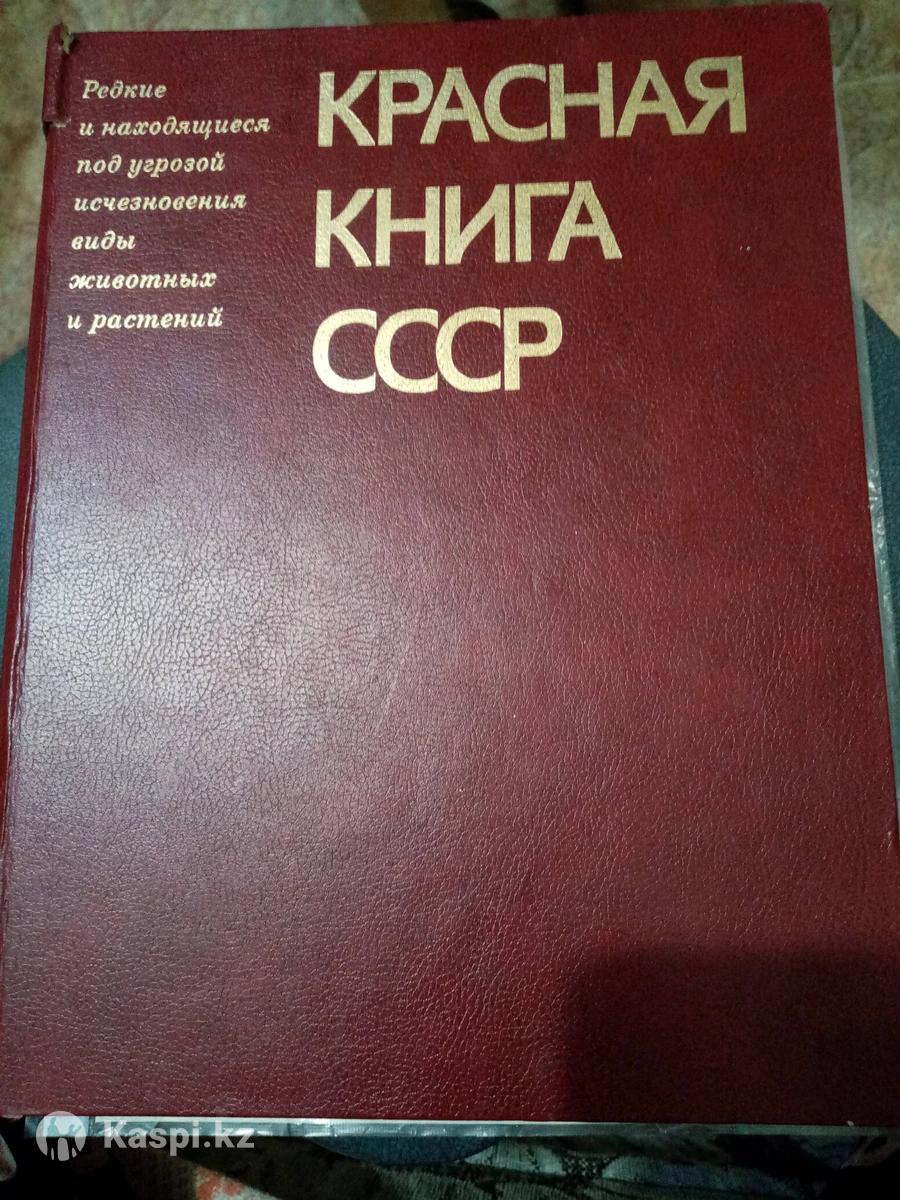 Редкие
и находящиеся
под угрозой
исчезновения
виды
животных
и растений
КРАСНАЯ
КНИГА
СССР
Kaspi.kz